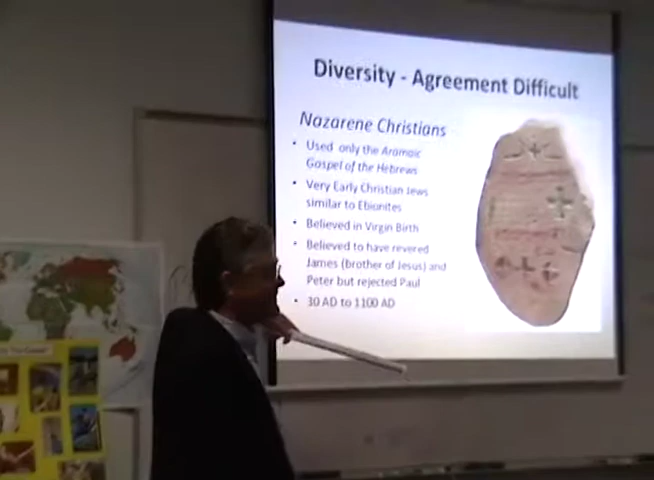 Diversity - Agreement Difficult
Nazarene Christians
• Used only the Aramaic
Gospel of the Hebrews
• Very Early Christian Jews
similar to Ebionites
• Believed in Virgin Birth
• Believed to have revered
James (brother of Jesus) and
Peter but rejected Paul
• 30 AD to 1100 AD